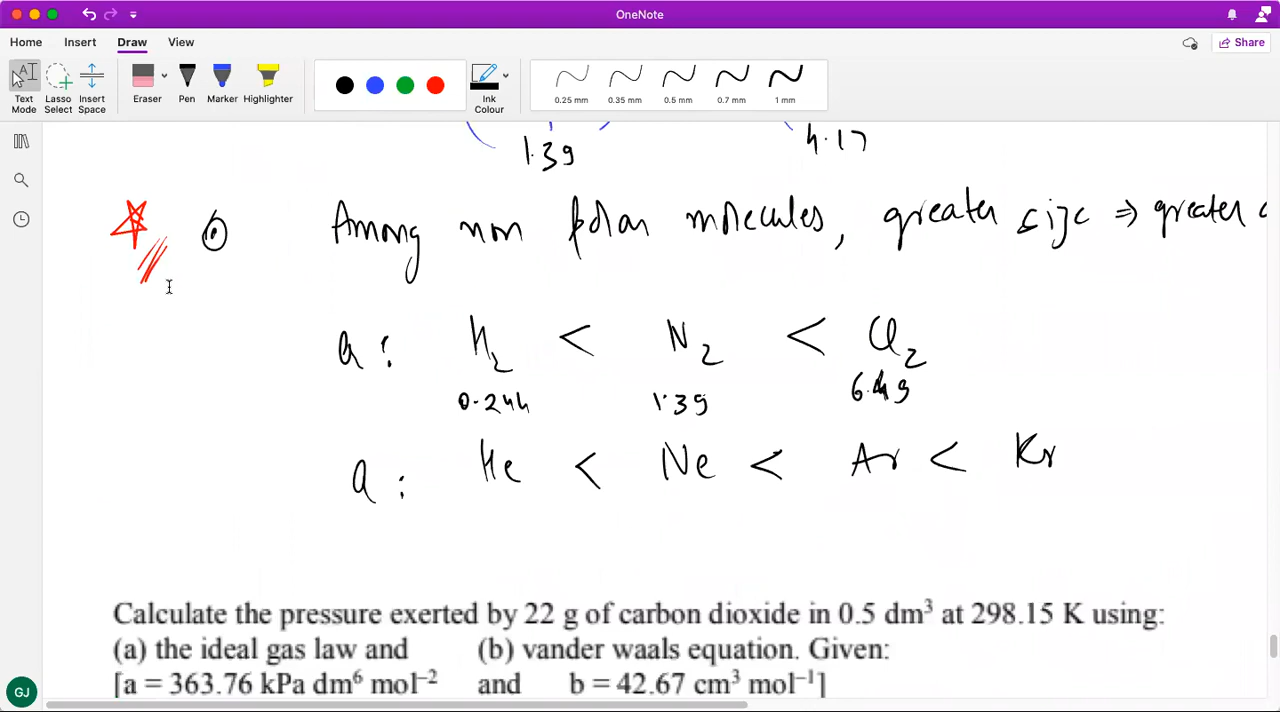 OneNote
Home Insert Draw View Share
Text Mode Lasso Select Insert Space Eraser Pen Marker Highlighter Ink Colour 0.25 mm 0.35 mm 0.5 mm 0.7 mm 1 mm
1.39 4.17
Among non polar molecules, greater size ⇒ greater
a: H₂ < N₂ < Cl₂
0.244 1.39 6.49
a: He < Ne < Ar < Kr
Calculate the pressure exerted by 22 g of carbon dioxide in 0.5 dm³ at 298.15 K using:
(a) the ideal gas law and (b) vander waals equation. Given:
[a = 363.76 kPa dm⁶ mol⁻² and b = 42.67 cm³ mol⁻¹]
GJ